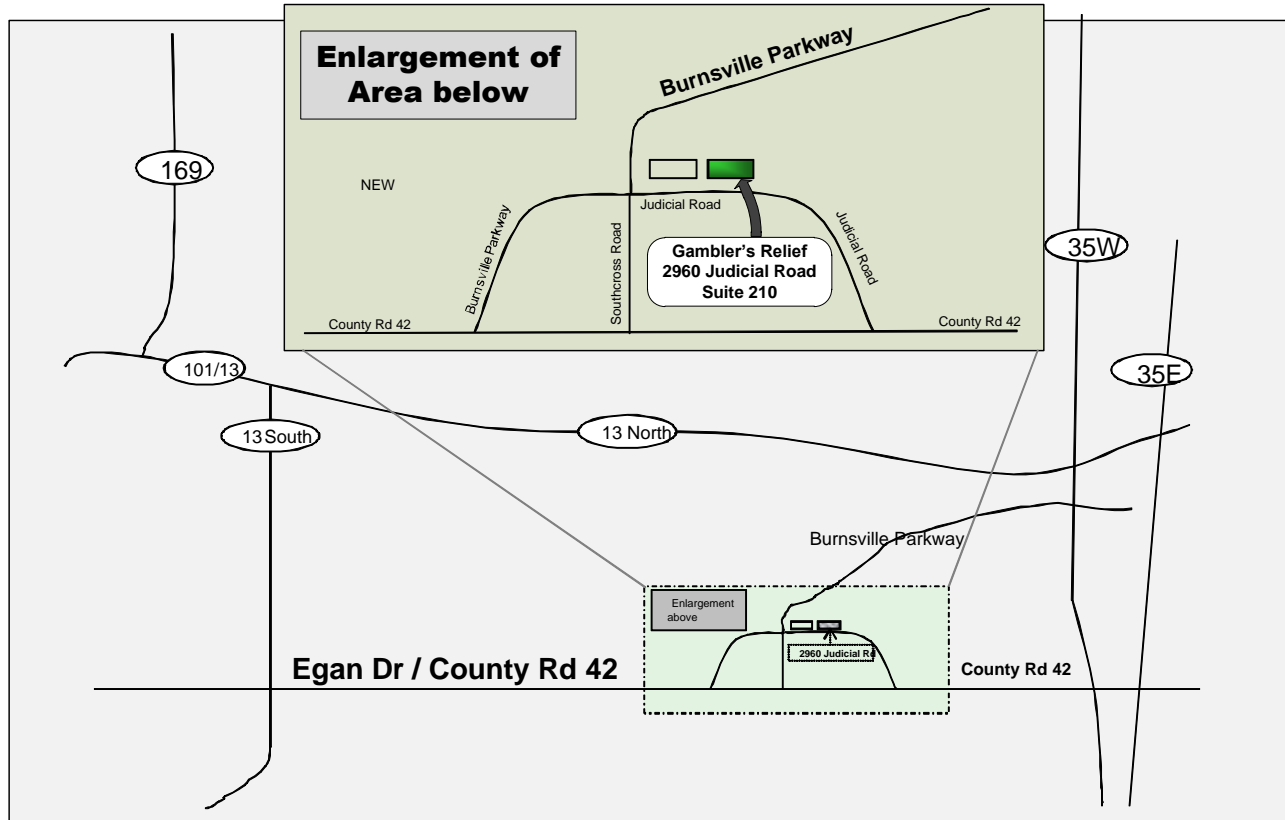 Enlargement of
Area below
Burnsville Parkway
169
NEW
Judicial Road
Burnsville Parkway
Southcross Road
Judicial Road
Gambler's Relief
2960 Judicial Road
Suite 210
County Rd 42
County Rd 42
35W
35E
101/13
13 South
13 North
Burnsville Parkway
Enlargement
above
2960 Judicial Rd
Egan Dr / County Rd 42
County Rd 42